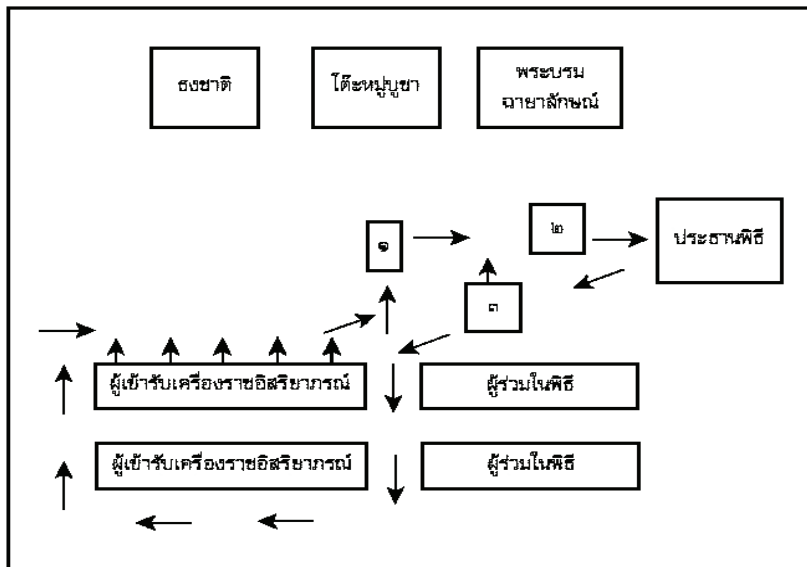 ธงชาติ
โต๊ะหมู่บูชา
พระบรม
ฉายาลักษณ์
๑
๒
ประธานพิธี
๓
ผู้เข้ารับเครื่องราชอิสริยาภรณ์
ผู้ร่วมในพิธี
ผู้เข้ารับเครื่องราชอิสริยาภรณ์
ผู้ร่วมในพิธี